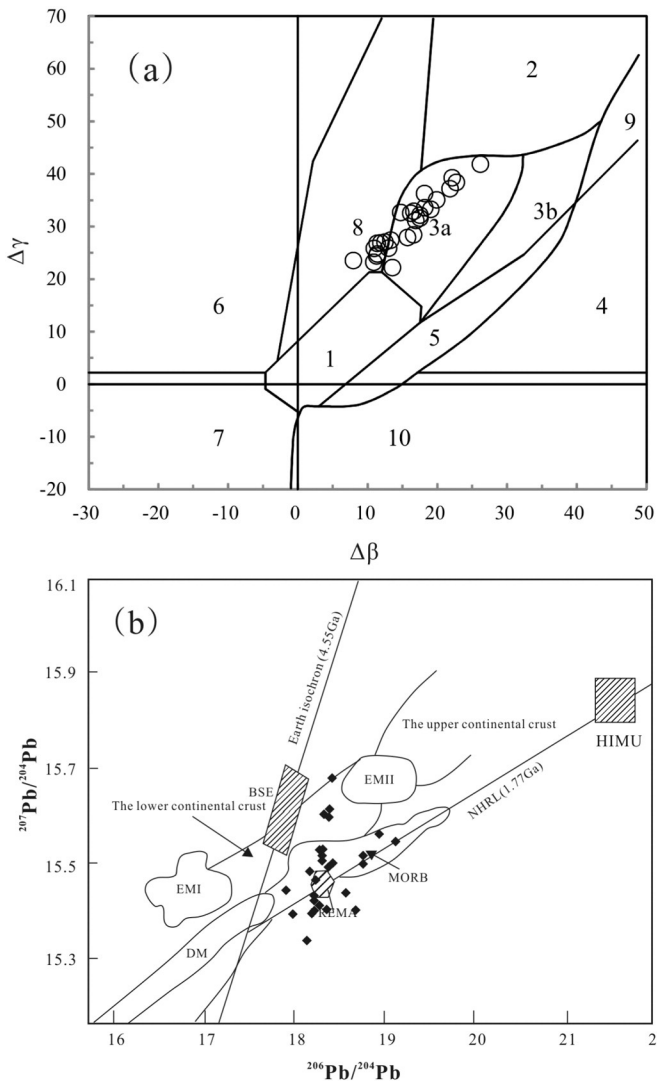 70
60
50
40
30
20
10
0
-10
-20
(a)
2
9
8
3a
3b
6
4
5
1
7
10
-30
-20
-10
0
10
20
30
40
50
Δγ
Δβ
16.1
15.9
15.7
15.5
15.3
(b)
Earth isochron (4.55Ga)
The upper continental crust
HIMU
NHRL(1.77Ga)
EMII
BSE
The lower continental crust
MORB
EMI
REMA
DM
16
17
18
19
20
21
2
²⁰⁷Pb/²⁰⁴Pb
²⁰⁶Pb/²⁰⁴Pb